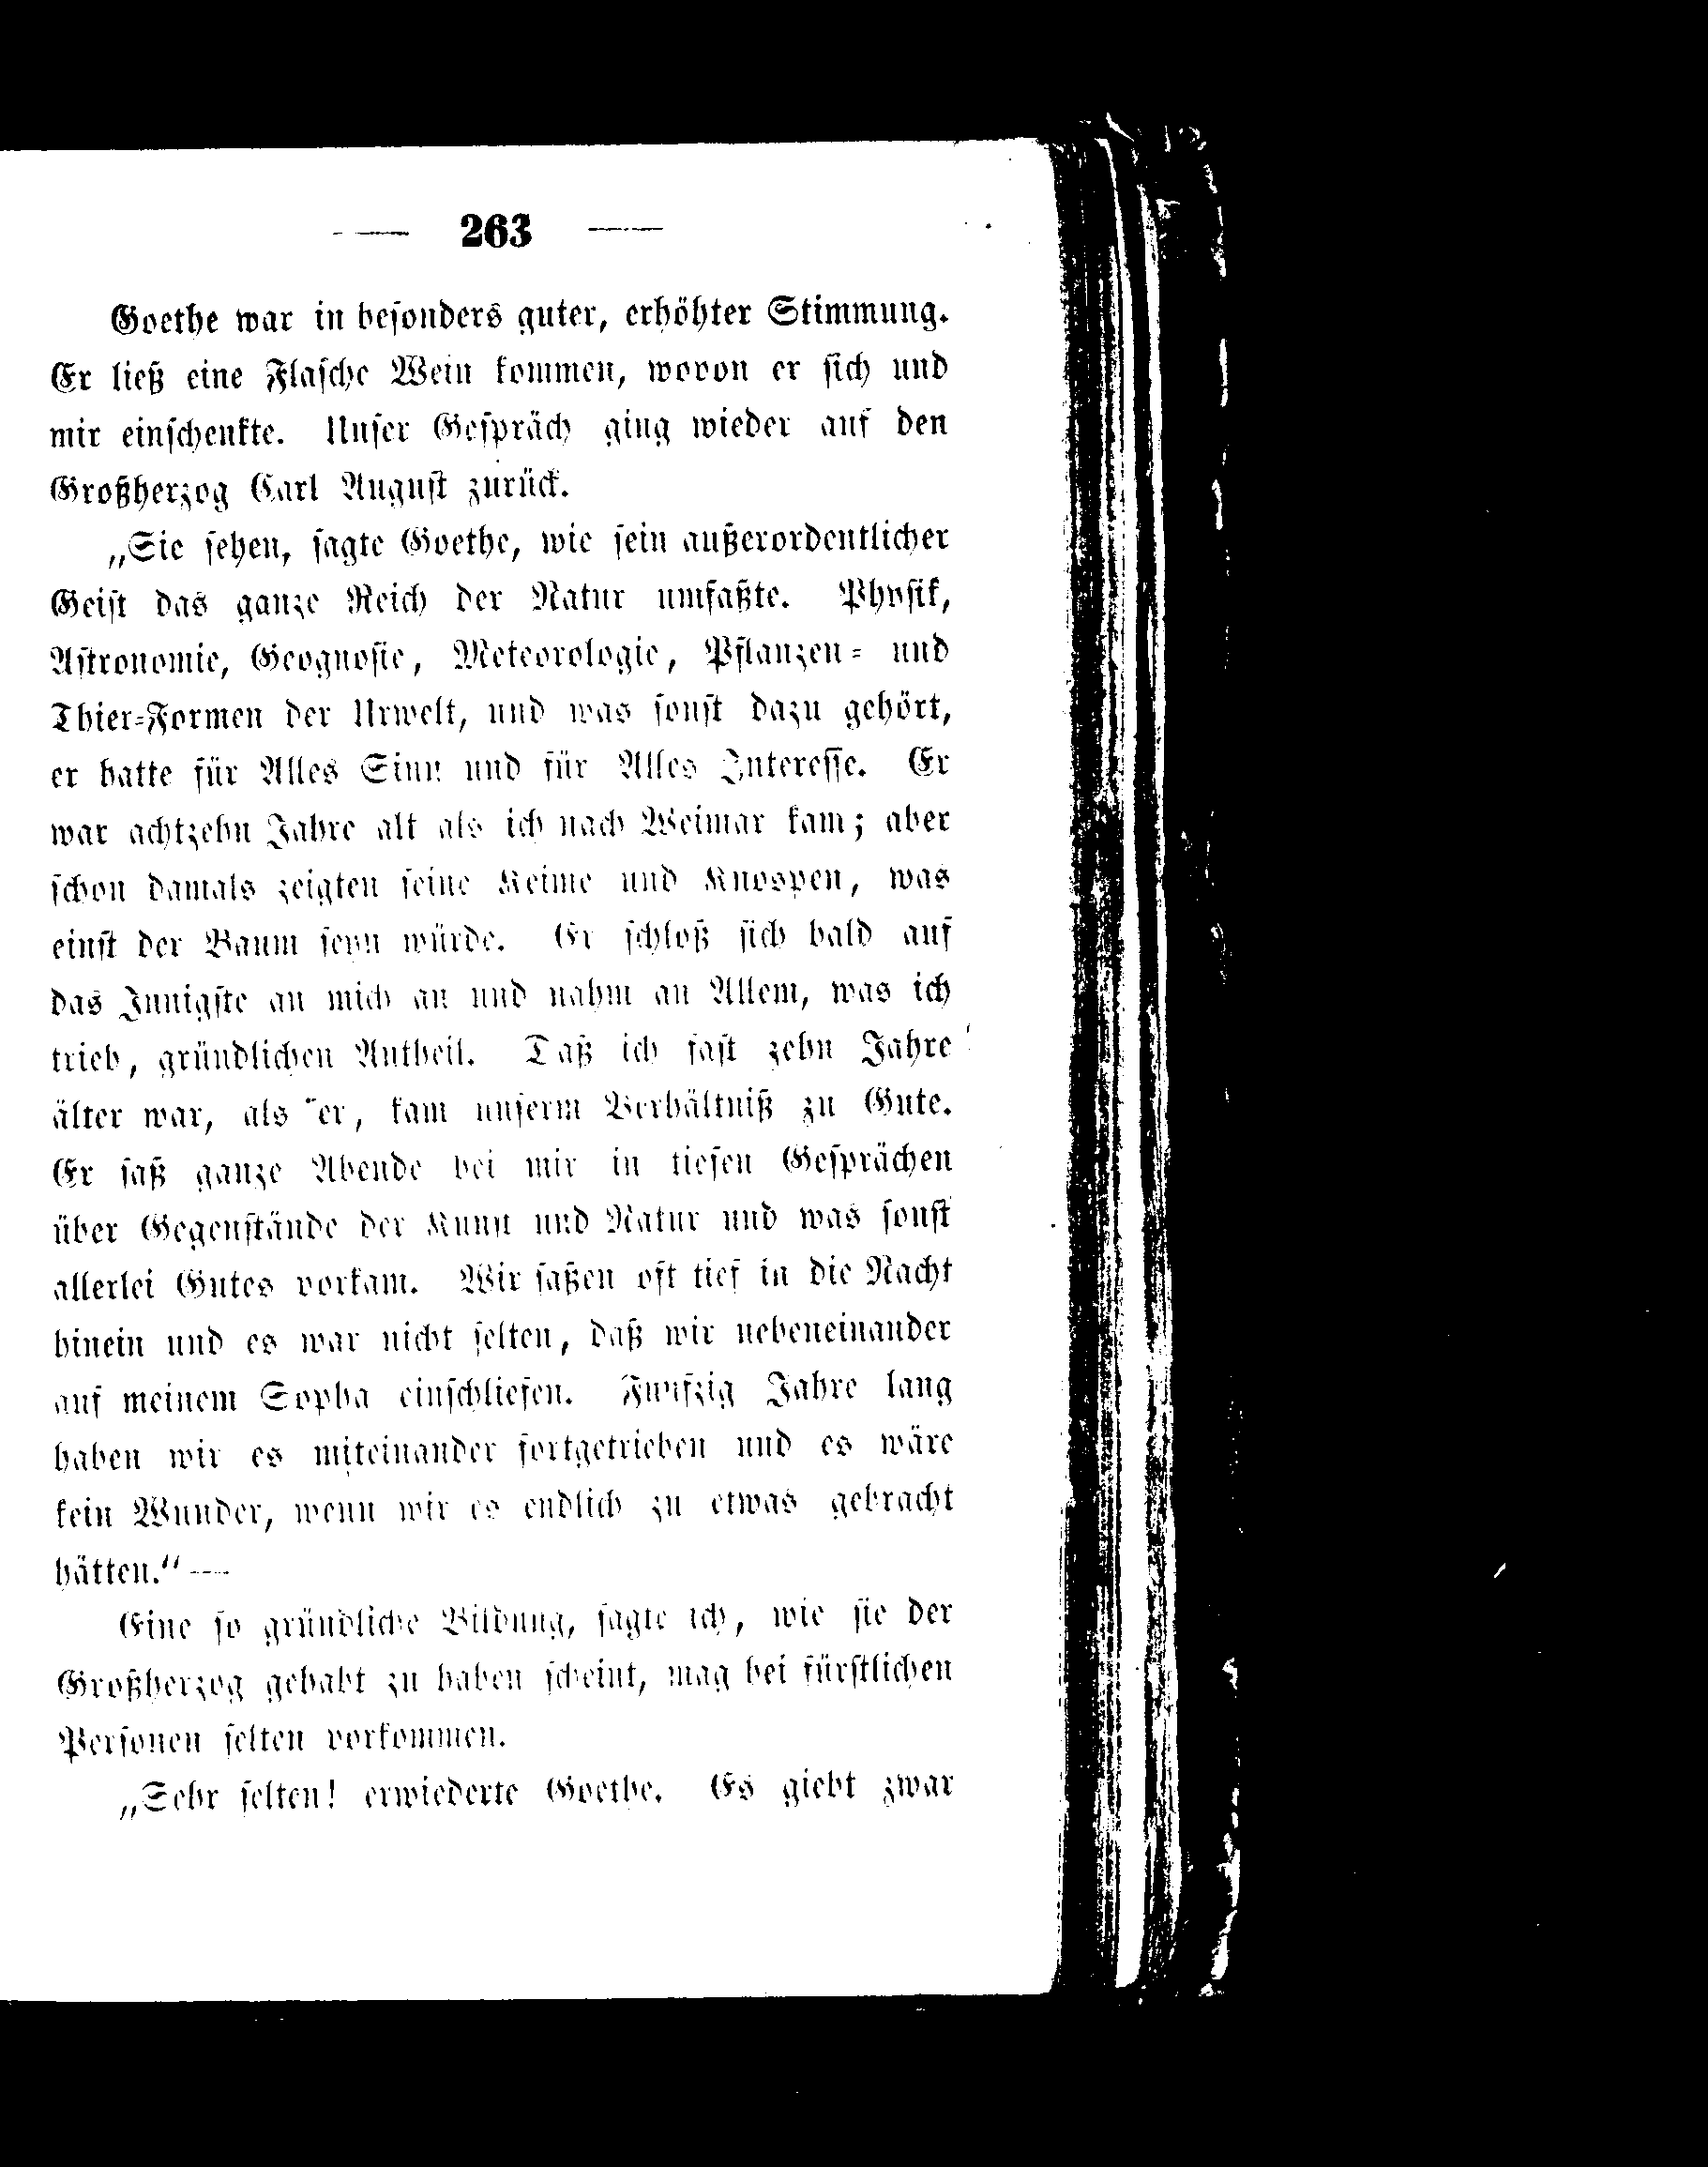 — 263 —
Goethe war in beſonders guter, erhöhter Stimmung.
Er ließ eine Flaſche Wein kommen, wovon er ſich und
mir einſchenkte. Unſer Geſpräch ging wieder auf den
Großherzog Carl Auguſt zurück.
„Sie ſehen, ſagte Goethe, wie ſein außerordentlicher
Geiſt das ganze Reich der Natur umfaßte. Phyſik,
Aſtronomie, Geognoſie, Meteorologie, Pflanzen= und
Thier=Formen der Urwelt, und was ſonſt dazu gehört,
er hatte für Alles Sinn und für Alles Intereſſe. Er
war achtzehn Jahre alt als ich nach Weimar kam; aber
ſchon damals zeigten ſeine Keime und Knospen, was
einſt der Baum ſeyn würde. Er ſchloß ſich bald auf
das Innigſte an mich an und nahm an Allem, was ich
trieb, gründlichen Antheil. Daß ich faſt zehn Jahre
älter war, als er, kam unſerm Verhältniß zu Gute.
Er ſaß ganze Abende bei mir in tiefen Geſprächen
über Gegenſtände der Kunſt und Natur und was ſonſt
allerlei Gutes vorkam. Wir ſaßen oft tief in die Nacht
hinein und es war nicht ſelten, daß wir nebeneinander
auf meinem Sopha einſchliefen. Funfzig Jahre lang
haben wir es miteinander fortgetrieben und es wäre
kein Wunder, wenn wir es endlich zu etwas gebracht
hätten.“ —
Eine ſo gründliche Bildung, ſagte ich, wie ſie der
Großherzog gehabt zu haben ſcheint, mag bei fürſtlichen
Perſonen ſelten vorkommen.
„Sehr ſelten! erwiederte Goethe. Es giebt zwar